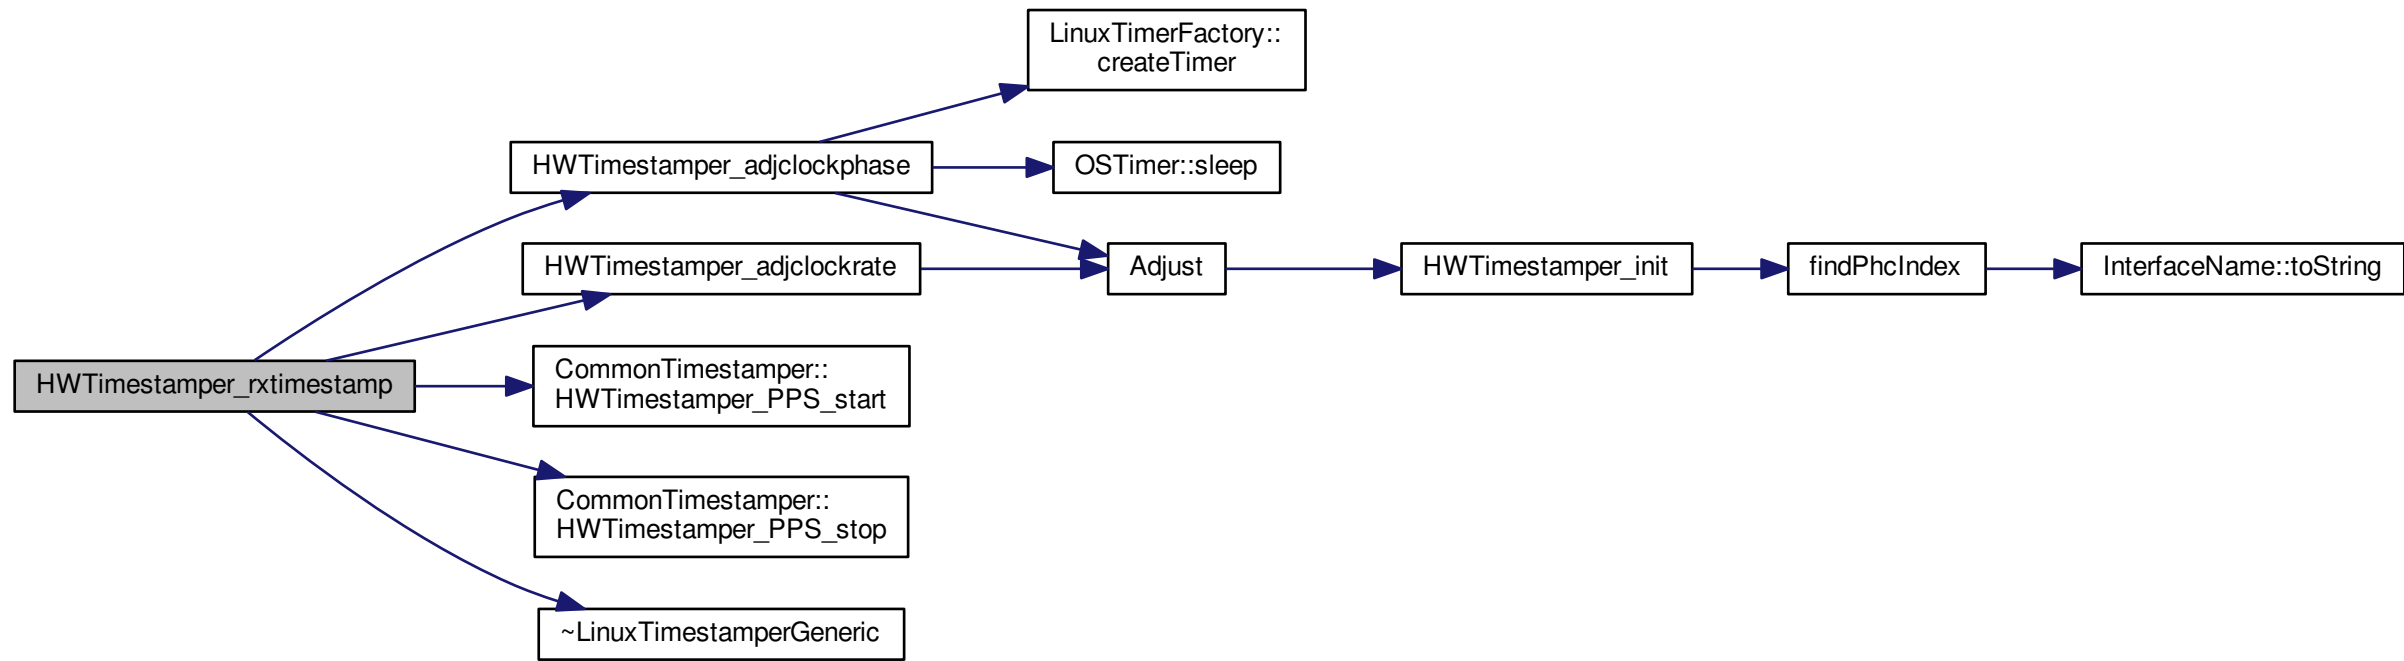 LinuxTimerFactory::
createTimer
HWTimestamper_adjclockphase
OSTimer::sleep
HWTimestamper_adjclockrate
Adjust
HWTimestamper_init
findPhcIndex
InterfaceName::toString
HWTimestamper_rxtimestamp
CommonTimestamper::
HWTimestamper_PPS_start
CommonTimestamper::
HWTimestamper_PPS_stop
~LinuxTimestamperGeneric